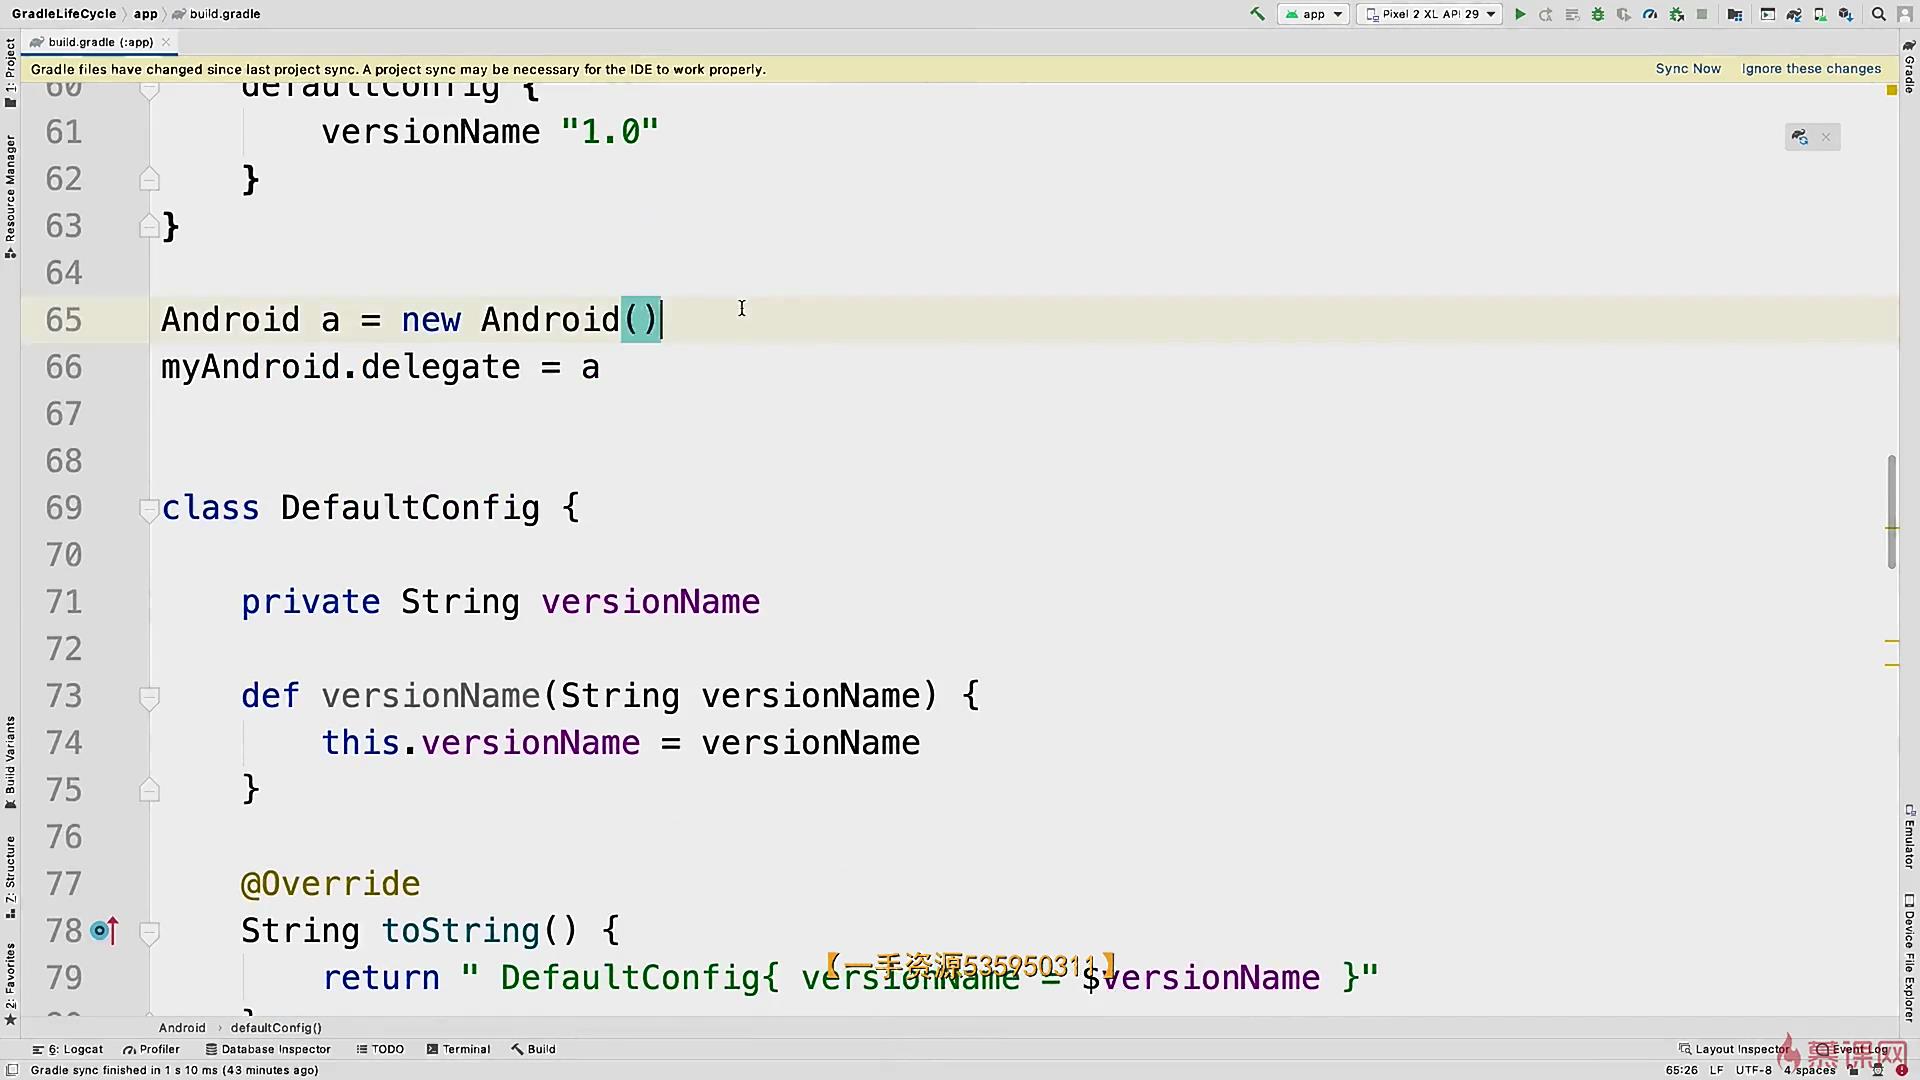 GradleLifeCycle app build.gradle app Pixel 2 XL API 29
build.gradle (:app)
Gradle files have changed since last project sync. A project sync may be necessary for the IDE to work properly. Sync Now Ignore these changes
60 defaultConfig {
61 versionName "1.0"
62 }
63 }
64
65 Android a = new Android()
66 myAndroid.delegate = a
67
68
69 class DefaultConfig {
70
71 private String versionName
72
73 def versionName(String versionName) {
74 this.versionName = versionName
75 }
76
77 @Override
78 String toString() {
79 return " DefaultConfig{ versionName = $versionName }"
【一手资源535950311】
Android › defaultConfig()
6: Logcat Profiler Database Inspector TODO Terminal Build Layout Inspector Event Log
Gradle sync finished in 1 s 10 ms (43 minutes ago) 65:26 LF UTF-8 4 spaces
慕课网
1: Project
Resource Manager
Build Variants
7: Structure
2: Favorites
Gradle
Emulator
Device File Explorer